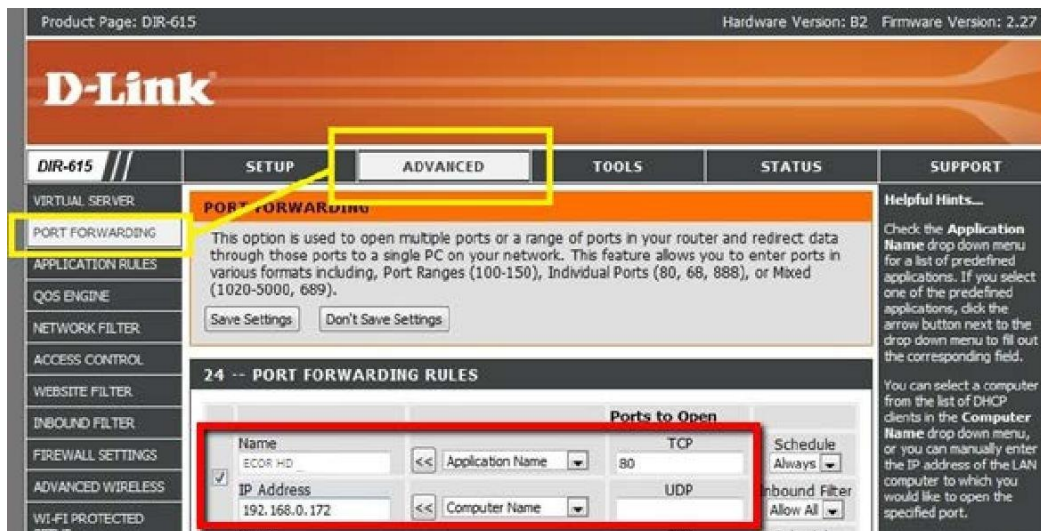 Product Page: DIR-615
Hardware Version: B2 Firmware Version: 2.27
D-Link
DIR-615
SETUP
ADVANCED
TOOLS
STATUS
SUPPORT
VIRTUAL SERVER
PORT FORWARDING
APPLICATION RULES
QOS ENGINE
NETWORK FILTER
ACCESS CONTROL
WEBSITE FILTER
INBOUND FILTER
FIREWALL SETTINGS
ADVANCED WIRELESS
WI-FI PROTECTED
PORT FORWARDING
This option is used to open multiple ports or a range of ports in your router and redirect data
through those ports to a single PC on your network. This feature allows you to enter ports in
various formats including, Port Ranges (100-150), Individual Ports (80, 68, 888), or Mixed
(1020-5000, 689).
Save Settings
Don't Save Settings
24 -- PORT FORWARDING RULES
Ports to Open
Name
TCP
Schedule
ECOR HD
<< Application Name
80
Always
IP Address
UDP
Inbound Filter
192.168.0.172
<< Computer Name
Allow All
Helpful Hints...
Check the Application
Name drop down menu
for a list of predefined
applications. If you select
one of the predefined
applications, click the
arrow button next to the
drop down menu to fill out
the corresponding field.
You can select a computer
from the list of DHCP
clients in the Computer
Name drop down menu,
or you can manually enter
the IP address of the LAN
computer to which you
would like to open the
specified port.